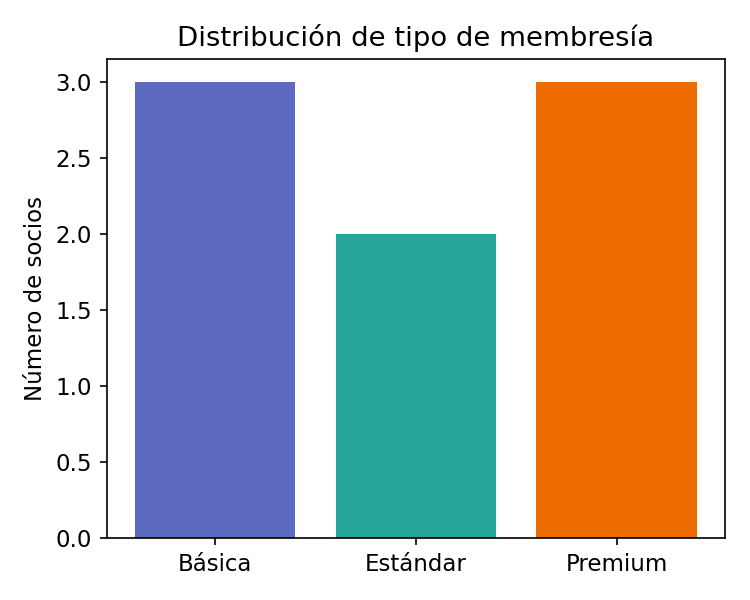 Distribución de tipo de membresía
Número de socios
3.0
2.5
2.0
1.5
1.0
0.5
0.0
Básica
Estándar
Premium